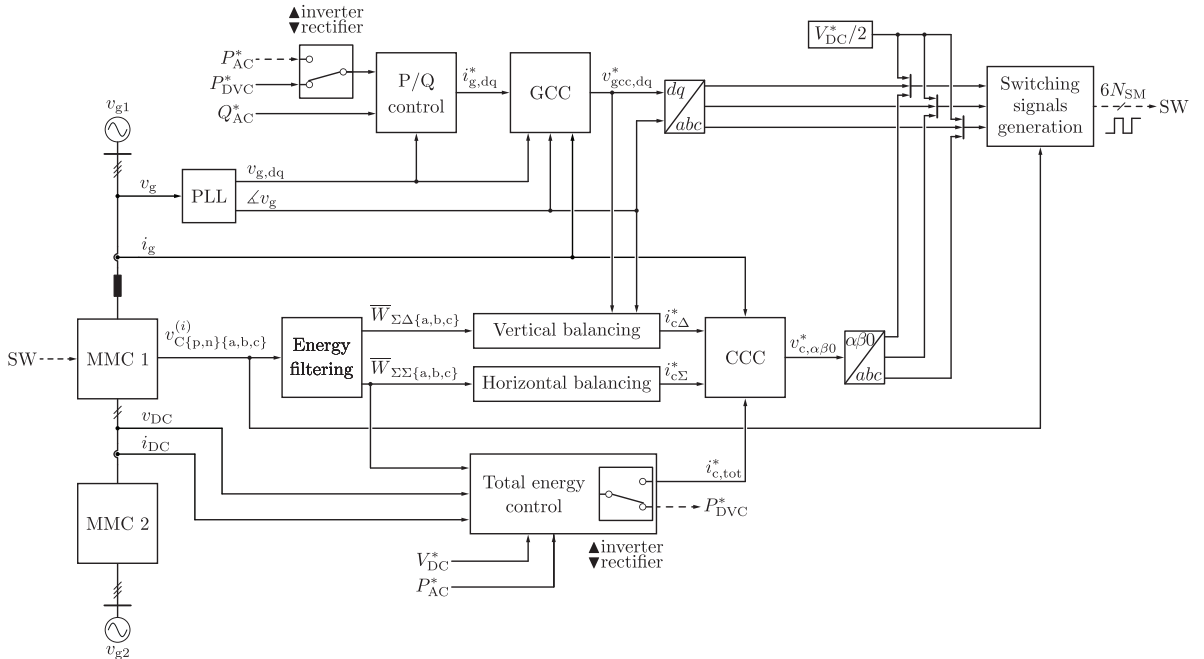 ▲inverter
▼rectifier
P*AC
P*DVC
Q*AC
P/Q
control
i*g,dq
GCC
v*gcc,dq
dq
abc
V*DC/2
Switching
signals
generation
6NSM
SW
vg1
vg
PLL
vg,dq
∡vg
ig
SW
MMC 1
v(i)C{p,n}{a,b,c}
Energy
filtering
W̅ΣΔ{a,b,c}
W̅ΣΣ{a,b,c}
Vertical balancing
Horizontal balancing
i*cΔ
i*cΣ
CCC
v*c,αβ0
αβ0
abc
vDC
iDC
MMC 2
Total energy
control
i*c,tot
P*DVC
▲inverter
▼rectifier
V*DC
P*AC
vg2